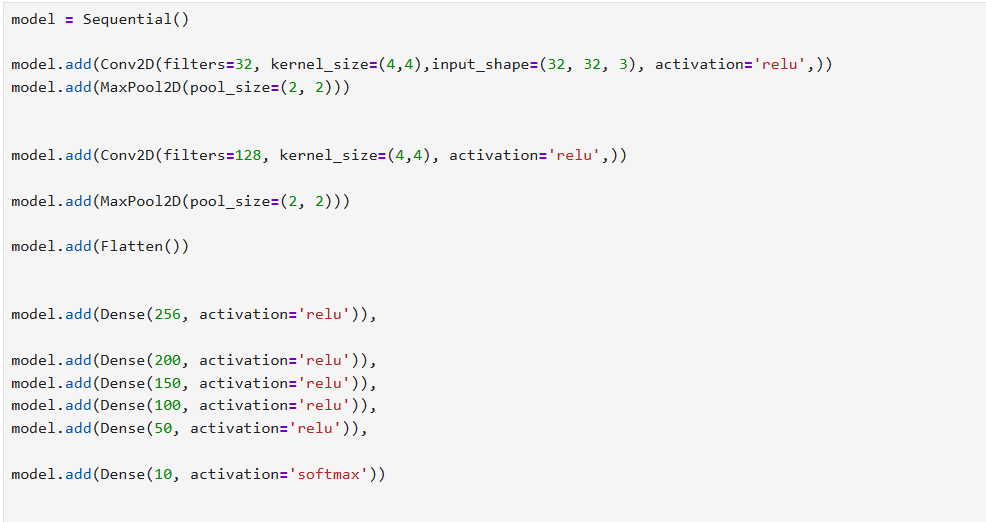 model = Sequential()
model.add(Conv2D(filters=32, kernel_size=(4,4),input_shape=(32, 32, 3), activation='relu',))
model.add(MaxPool2D(pool_size=(2, 2)))
model.add(Conv2D(filters=128, kernel_size=(4,4), activation='relu',))
model.add(MaxPool2D(pool_size=(2, 2)))
model.add(Flatten())
model.add(Dense(256, activation='relu')),
model.add(Dense(200, activation='relu')),
model.add(Dense(150, activation='relu')),
model.add(Dense(100, activation='relu')),
model.add(Dense(50, activation='relu')),
model.add(Dense(10, activation='softmax'))